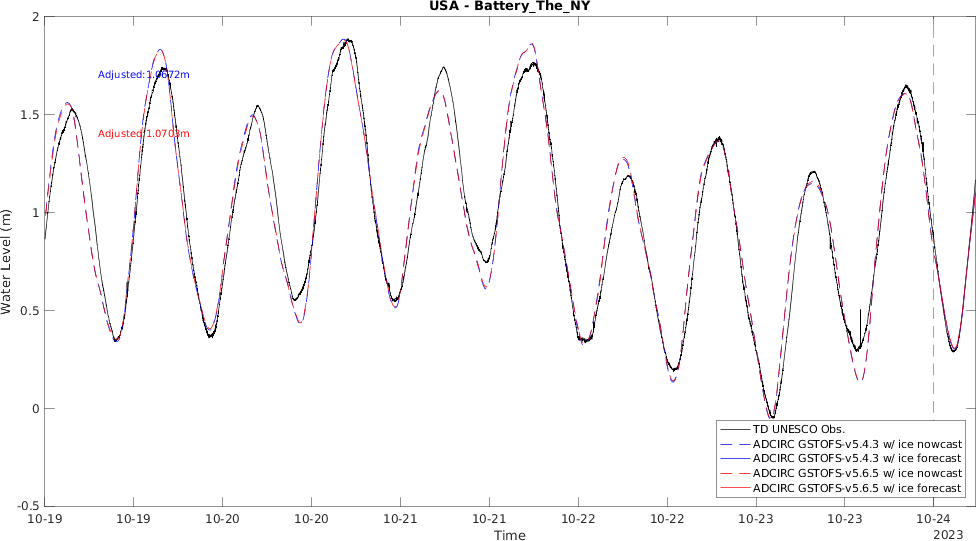 USA - Battery_The_NY
2
1.5
1
0.5
0
-0.5
Water Level (m)
Adjusted:1.0672m
Adjusted:1.0703m
TD UNESCO Obs.
ADCIRC GSTOFS-v5.4.3 w/ ice nowcast
ADCIRC GSTOFS-v5.4.3 w/ ice forecast
ADCIRC GSTOFS-v5.6.5 w/ ice nowcast
ADCIRC GSTOFS-v5.6.5 w/ ice forecast
10-19 10-19 10-20 10-20 10-21 10-21 10-22 10-22 10-23 10-23 10-24
Time
2023